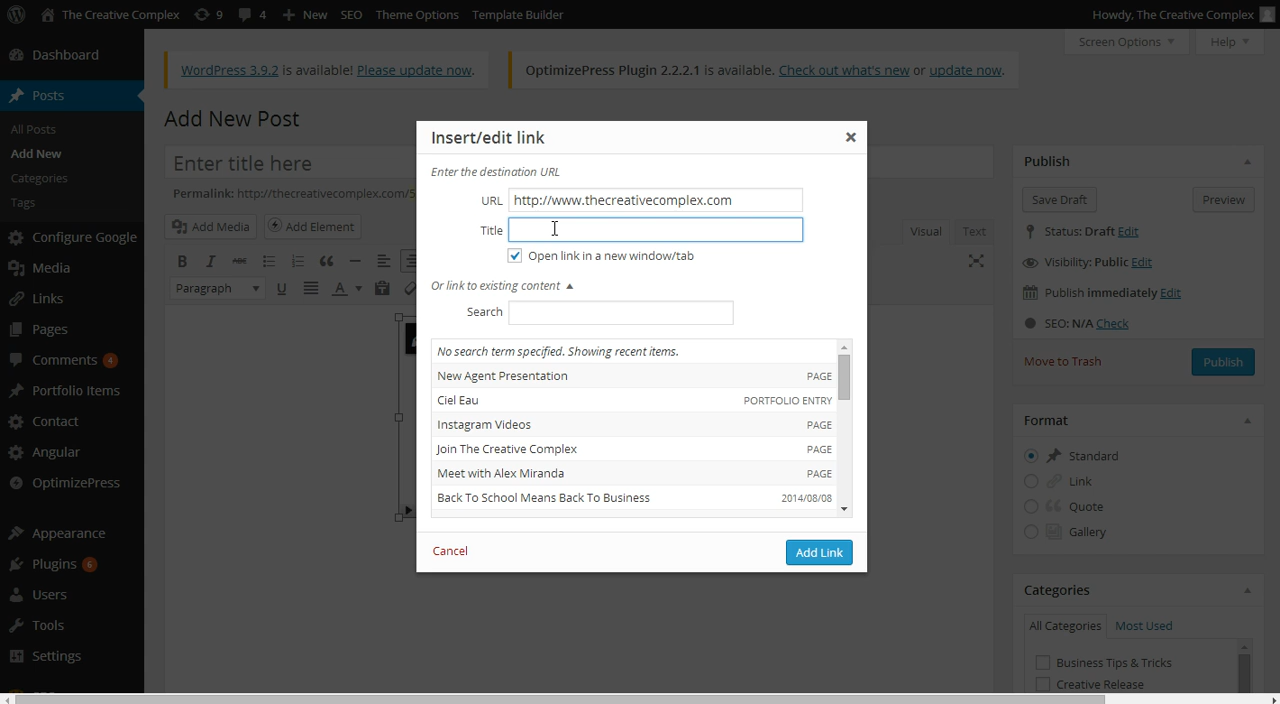 The Creative Complex 9 4 New SEO Theme Options Template Builder Howdy, The Creative Complex
Screen Options Help
WordPress 3.9.2 is available! Please update now.
OptimizePress Plugin 2.2.2.1 is available. Check out what's new or update now.
Dashboard
Posts
All Posts
Add New
Categories
Tags
Configure Google
Media
Links
Pages
Comments 4
Portfolio Items
Contact
Angular
OptimizePress
Appearance
Plugins 6
Users
Tools
Settings
Add New Post
Enter title here
Permalink: http://thecreativecomplex.com/5
Add Media Add Element
Visual Text
B I ABC
Paragraph U A
Insert/edit link
Enter the destination URL
URL http://www.thecreativecomplex.com
Title
Open link in a new window/tab
Or link to existing content
Search
No search term specified. Showing recent items.
New Agent Presentation PAGE
Ciel Eau PORTFOLIO ENTRY
Instagram Videos PAGE
Join The Creative Complex PAGE
Meet with Alex Miranda PAGE
Back To School Means Back To Business 2014/08/08
Cancel Add Link
Publish
Save Draft Preview
Status: Draft Edit
Visibility: Public Edit
Publish immediately Edit
SEO: N/A Check
Move to Trash Publish
Format
Standard
Link
Quote
Gallery
Categories
All Categories Most Used
Business Tips & Tricks
Creative Release